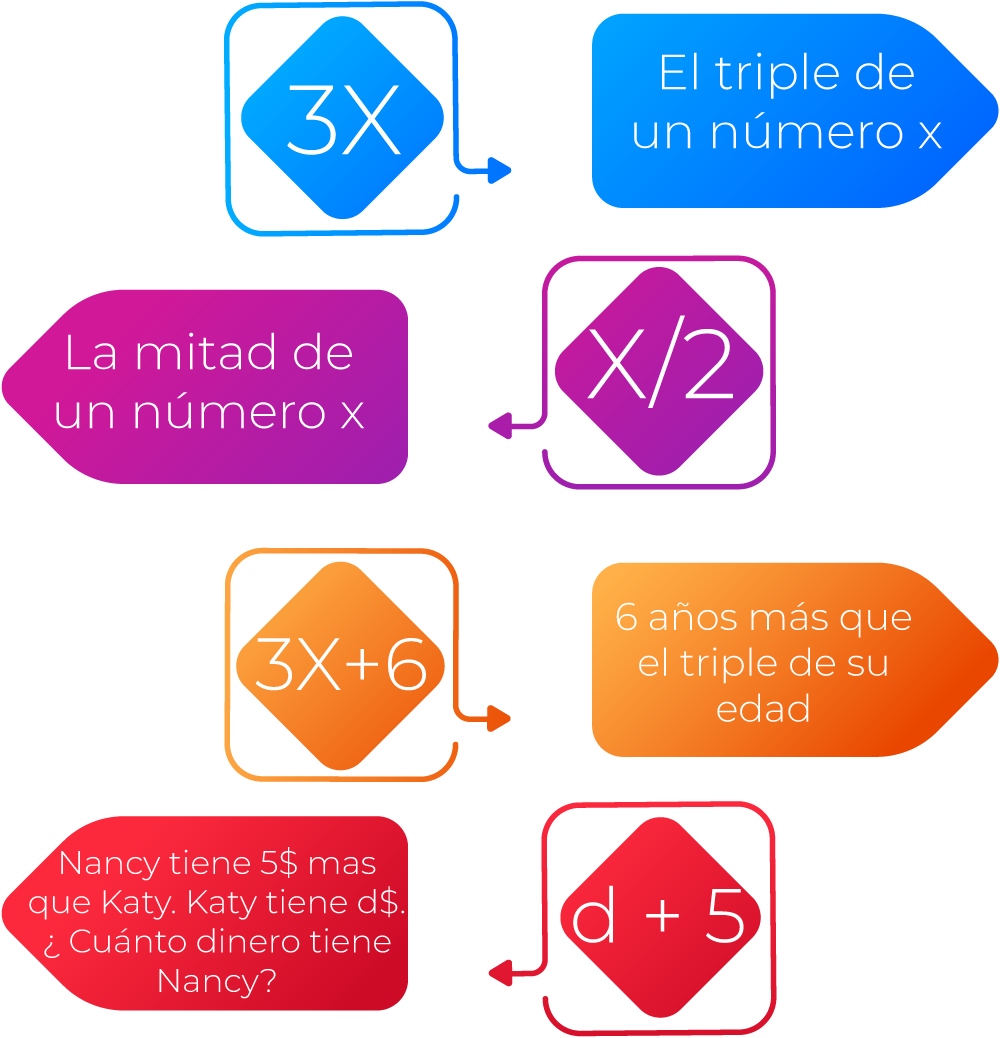 3X
El triple de
un número x
La mitad de
un número x
X/2
3X+6
6 años más que
el triple de su
edad
Nancy tiene 5$ mas
que Katy. Katy tiene d$.
¿ Cuánto dinero tiene
Nancy?
d + 5